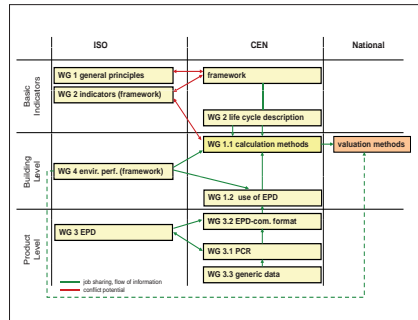 ISO CEN National
Basic
Indicators
WG 1 general principles
framework
WG 2 indicators (framework)
WG 2 life cycle description
Building
Level
WG 1.1 calculation methods
valuation methods
WG 4 envir. perf. (framework)
WG 1.2 use of EPD
Product
Level
WG 3.2 EPD-com. format
WG 3 EPD
WG 3.1 PCR
WG 3.3 generic data
job sharing, flow of information
conflict potential